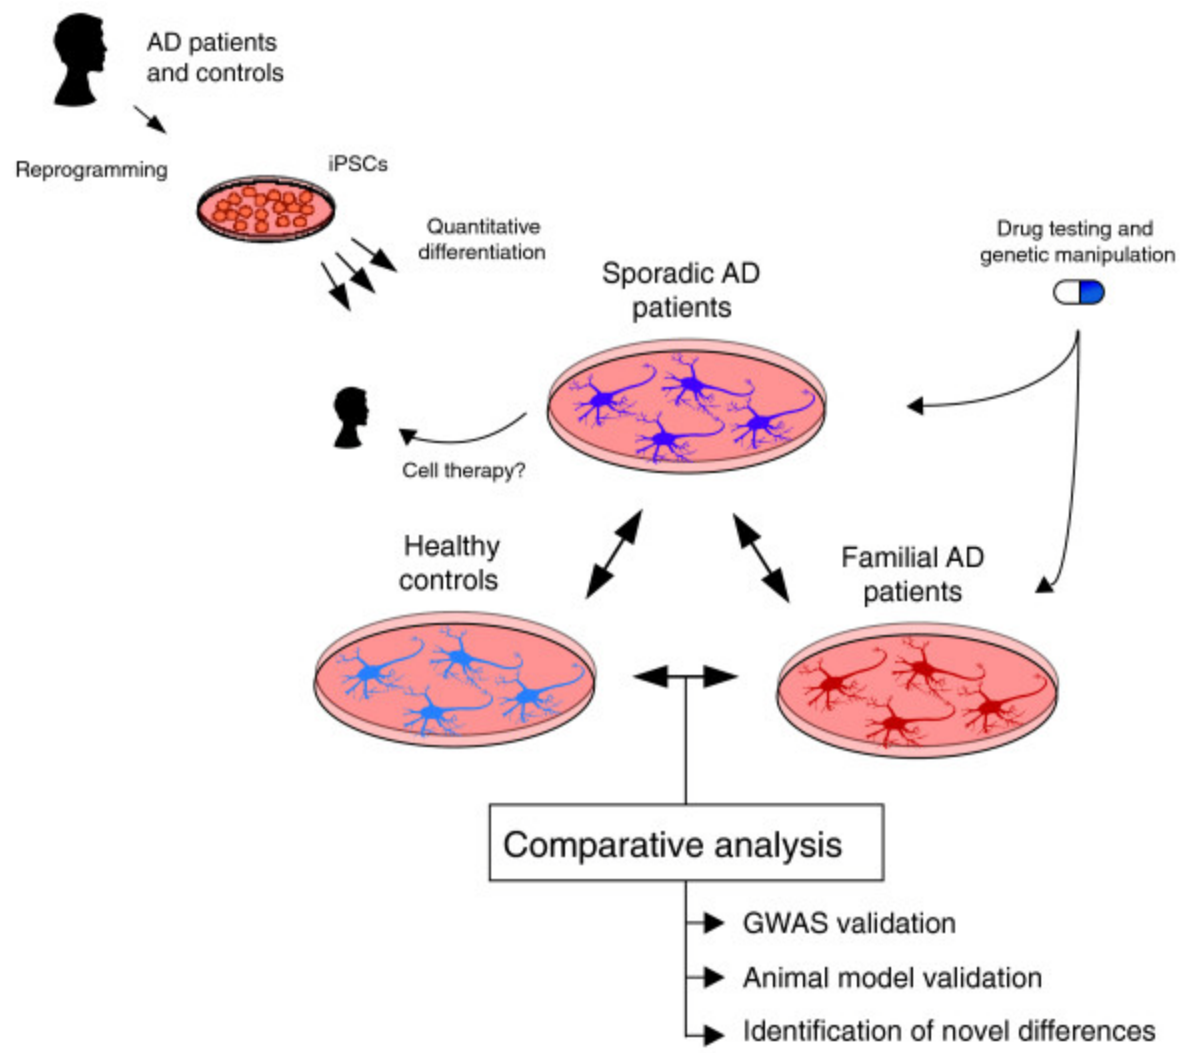 AD patients
and controls
Reprogramming
iPSCs
Quantitative
differentiation
Drug testing and
genetic manipulation
Sporadic AD
patients
Cell therapy?
Healthy
controls
Familial AD
patients
Comparative analysis
GWAS validation
Animal model validation
Identification of novel differences